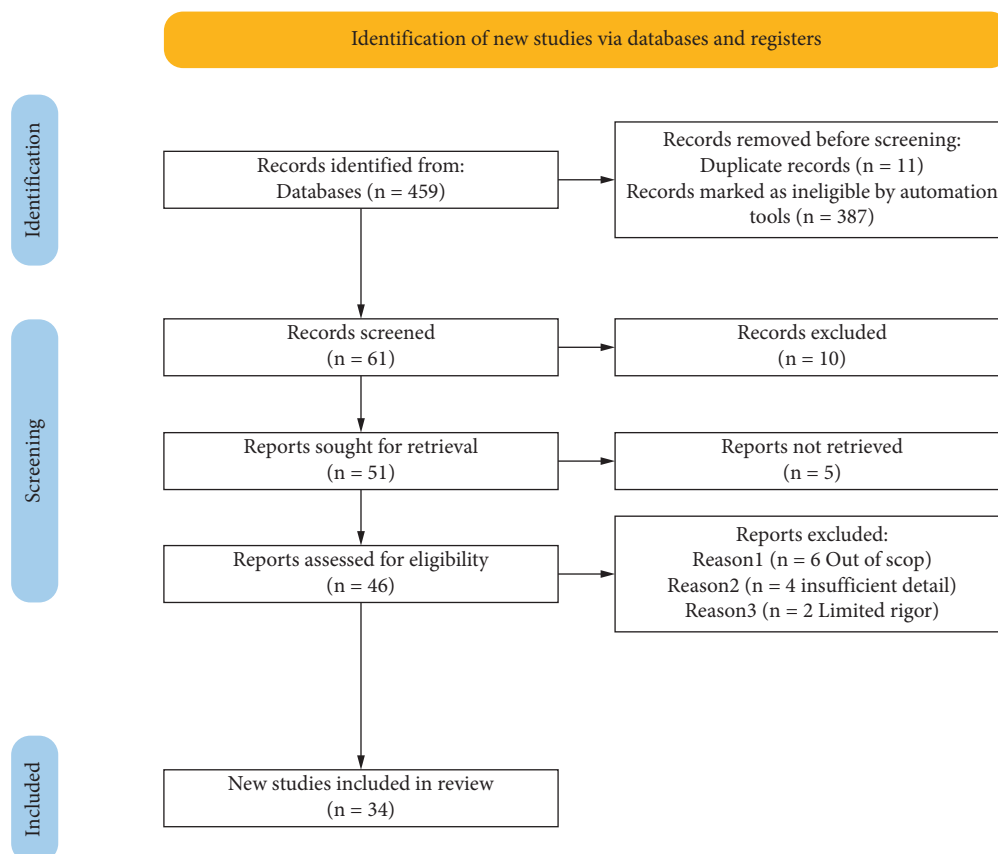 Identification of new studies via databases and registers
Identification
Records identified from:
Databases (n = 459)
Records removed before screening:
Duplicate records (n = 11)
Records marked as ineligible by automation
tools (n = 387)
Screening
Records screened
(n = 61)
Records excluded
(n = 10)
Reports sought for retrieval
(n = 51)
Reports not retrieved
(n = 5)
Reports assessed for eligibility
(n = 46)
Reports excluded:
Reason1 (n = 6 Out of scop)
Reason2 (n = 4 insufficient detail)
Reason3 (n = 2 Limited rigor)
Included
New studies included in review
(n = 34)